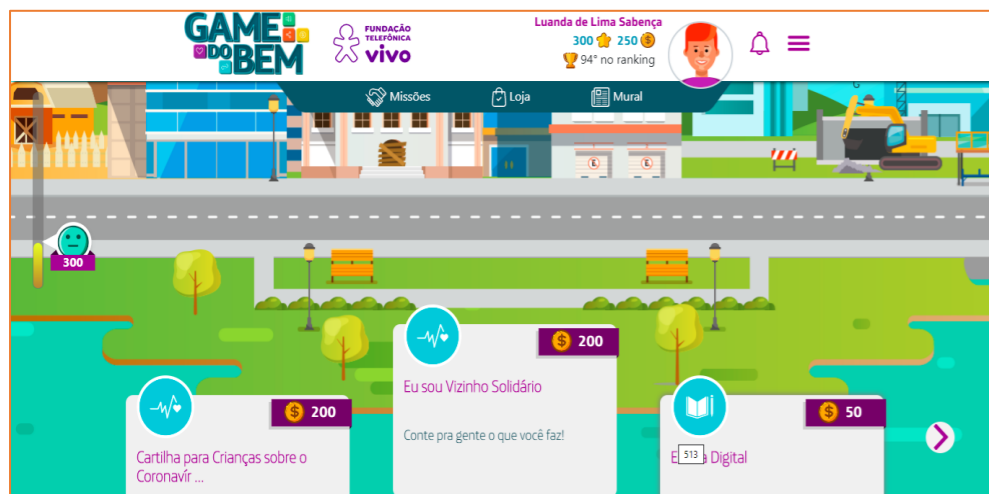 GAME
DO
BEM
FUNDAÇÃO
TELEFÔNICA
vivo
Luanda de Lima Sabença
300 250
94° no ranking
Missões
Loja
Mural
E.
E.
300
$ 200
Eu sou Vizinho Solidário
Conte pra gente o que você faz!
$ 200
Cartilha para Crianças sobre o
Coronavír ...
$ 50
E 513 a Digital